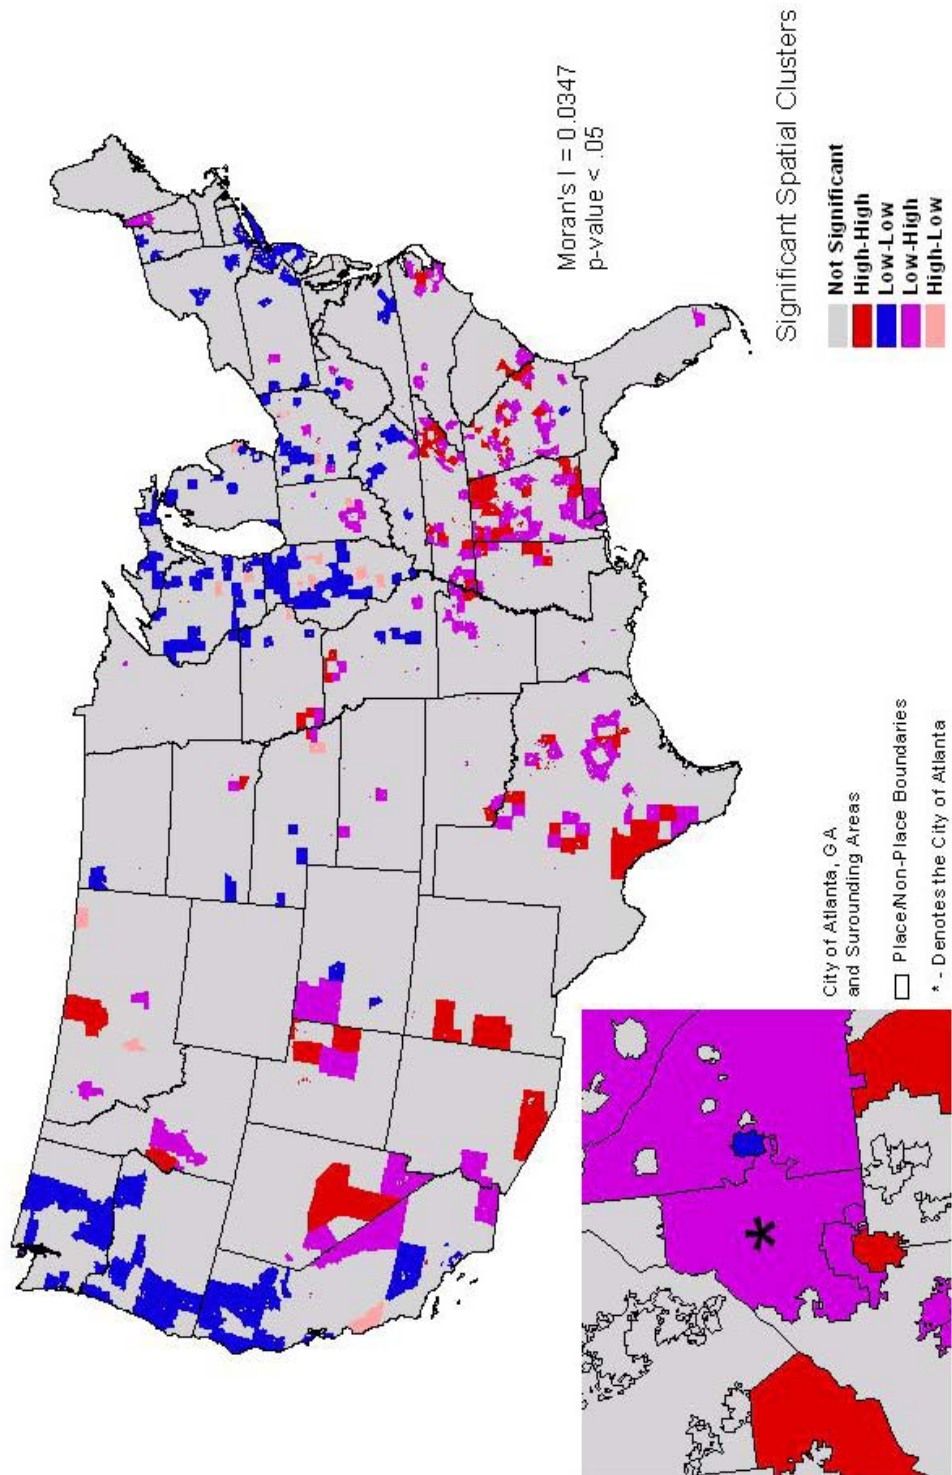 Moran's I = 0.0347
p-value < .05
Significant Spatial Clusters
Not Significant
High-High
Low-Low
Low-High
High-Low
City of Atlanta, GA
and Surounding Areas
Place/Non-Place Boundaries
* - Denotes the City of Atlanta
*